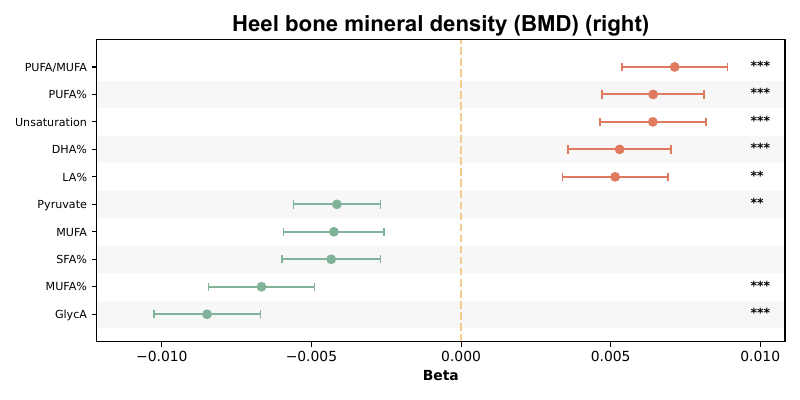 Heel bone mineral density (BMD) (right)
PUFA/MUFA ***
PUFA% ***
Unsaturation ***
DHA% ***
LA% **
Pyruvate **
MUFA
SFA%
MUFA% ***
GlycA ***
−0.010 −0.005 0.000 0.005 0.010
Beta